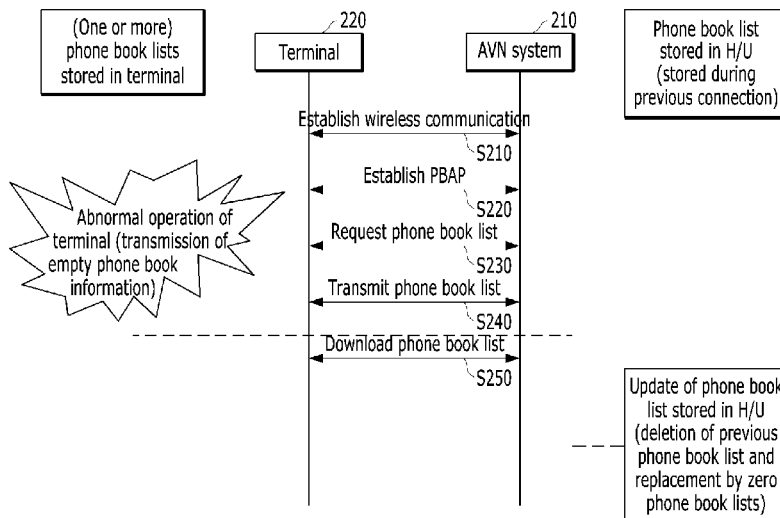 (One or more)
phone book lists
stored in terminal
220
Terminal
210
AVN system
Phone book list
stored in H/U
(stored during
previous connection)
Establish wireless communication
S210
Establish PBAP
S220
Abnormal operation of
terminal (transmission of
empty phone book
information)
Request phone book list
S230
Transmit phone book list
S240
Download phone book list
S250
Update of phone book
list stored in H/U
(deletion of previous
phone book list and
replacement by zero
phone book lists)